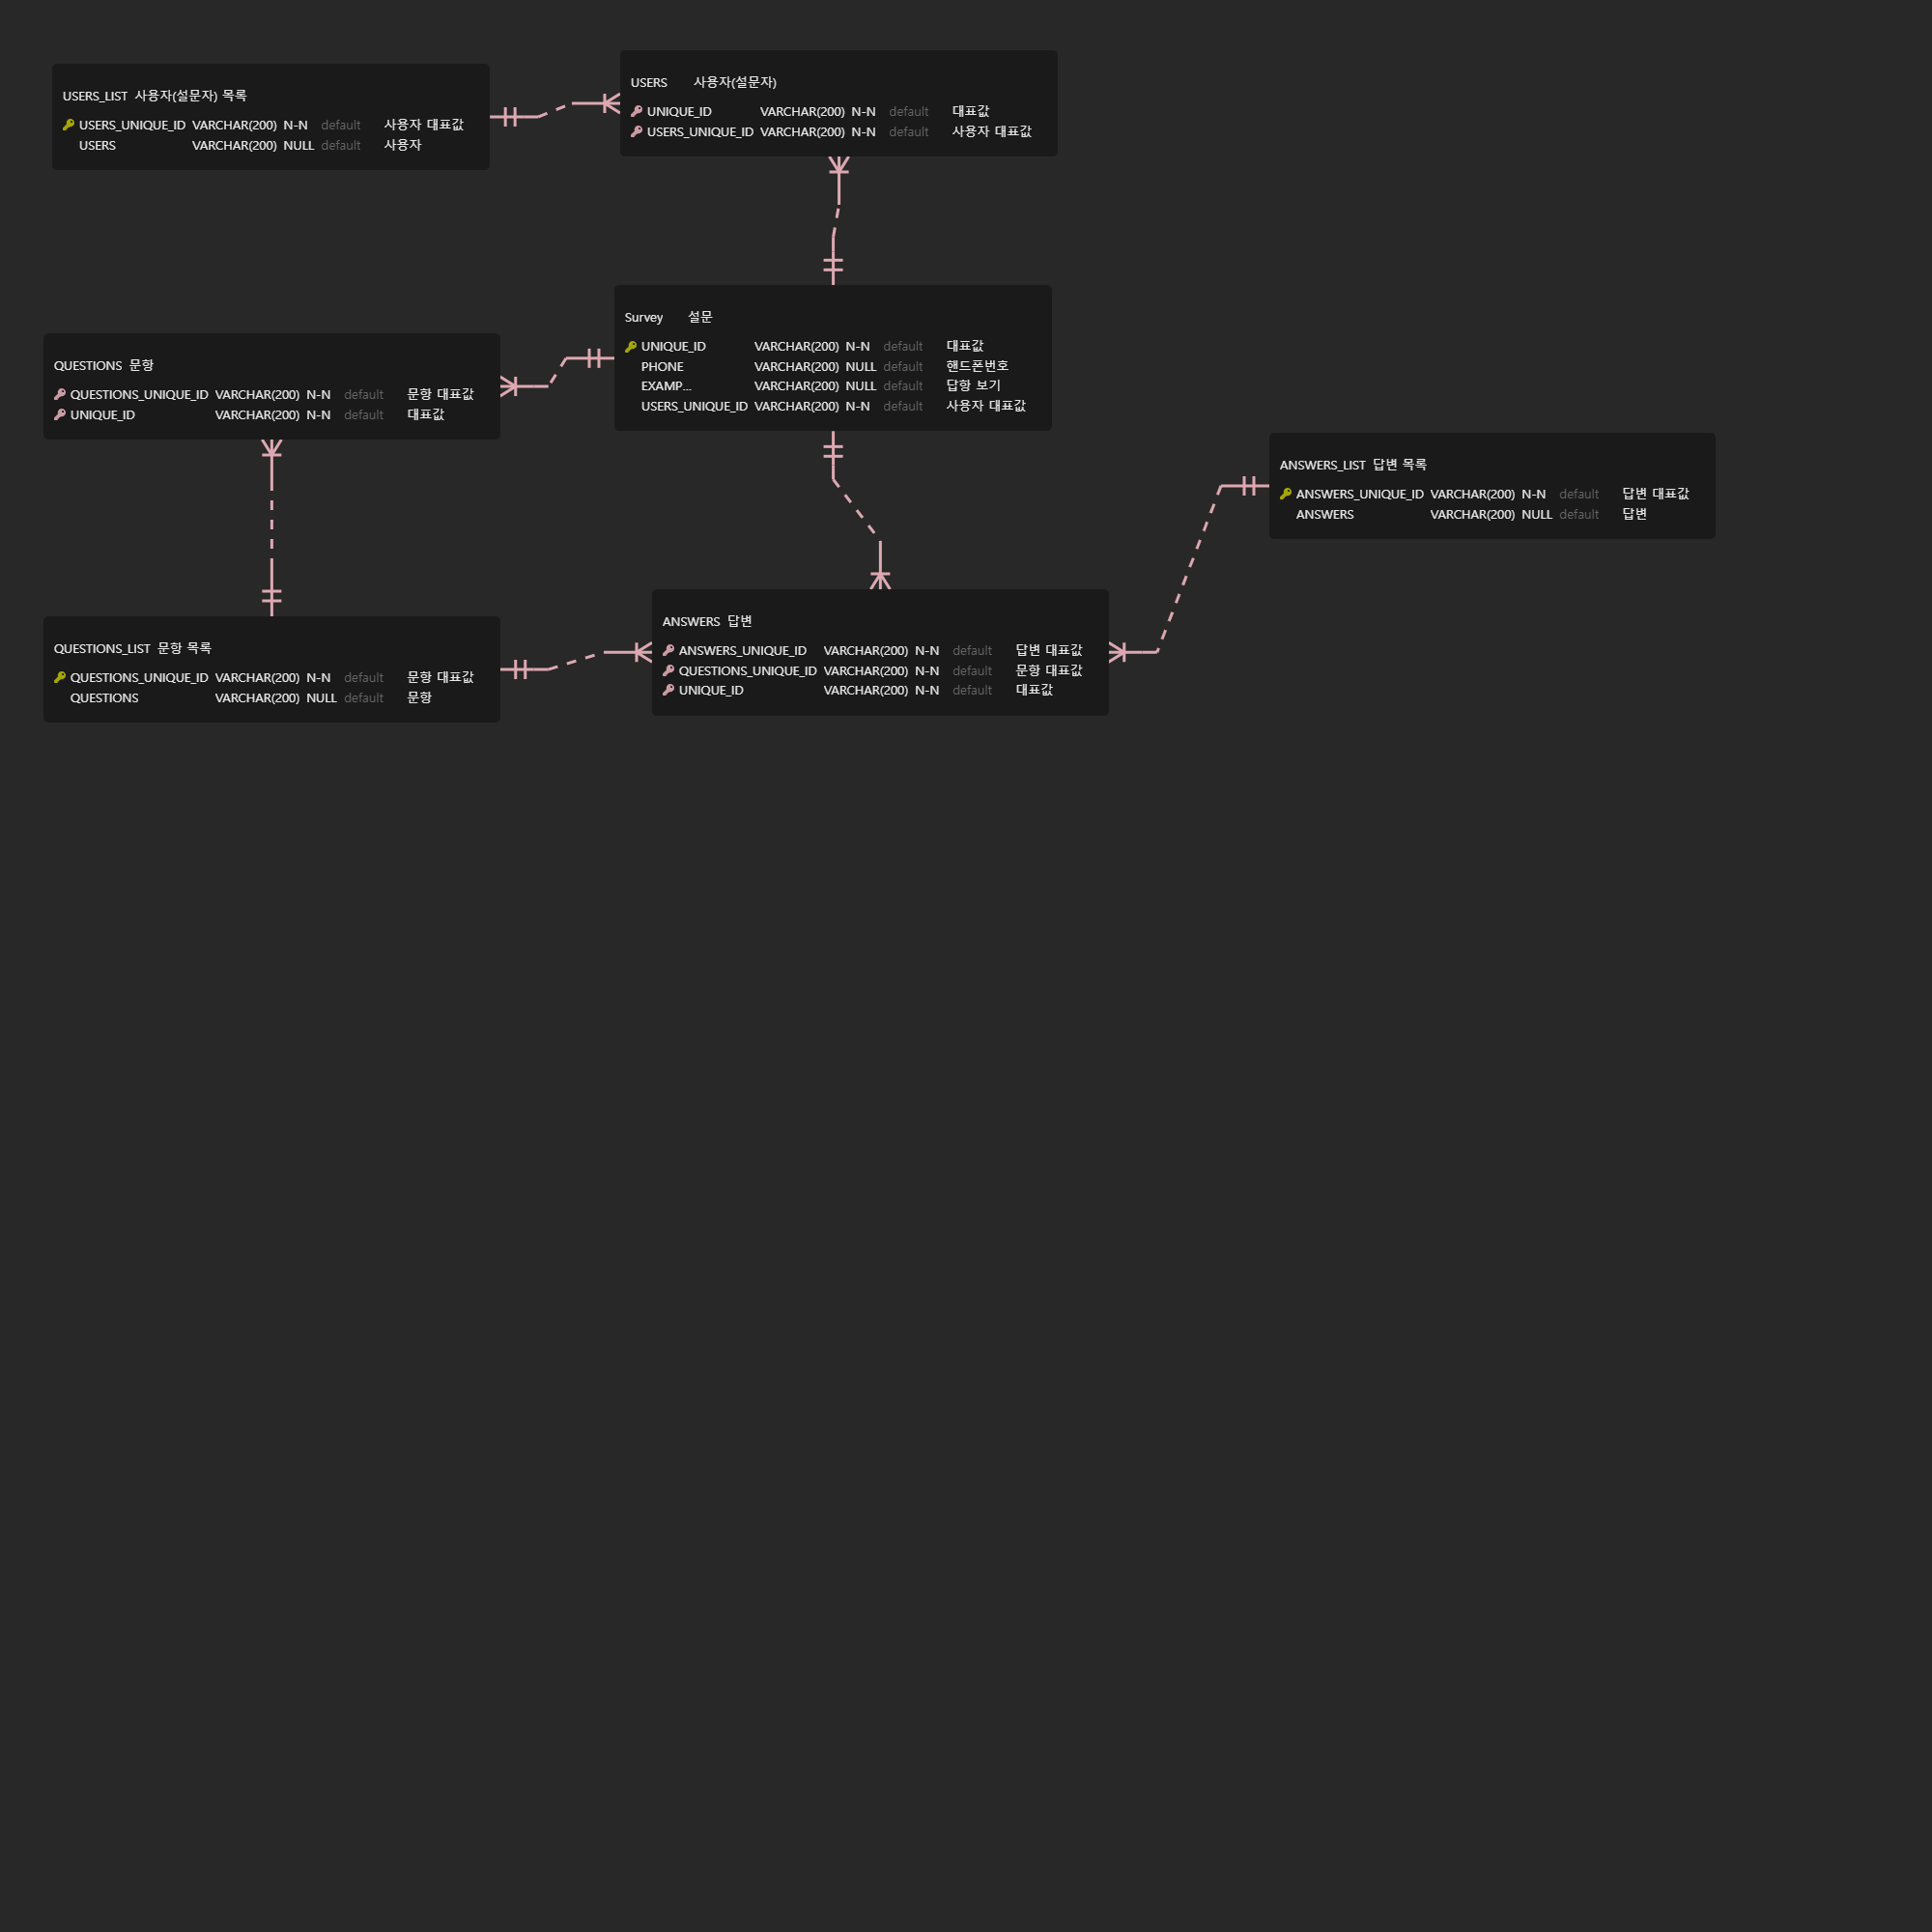 USERS_LIST 사용자(설문자) 목록
USERS_UNIQUE_ID VARCHAR(200) N-N default 사용자 대표값
USERS VARCHAR(200) NULL default 사용자
USERS 사용자(설문자)
UNIQUE_ID VARCHAR(200) N-N default 대표값
USERS_UNIQUE_ID VARCHAR(200) N-N default 사용자 대표값
Survey 설문
UNIQUE_ID VARCHAR(200) N-N default 대표값
PHONE VARCHAR(200) NULL default 핸드폰번호
EXAMP... VARCHAR(200) NULL default 답항 보기
USERS_UNIQUE_ID VARCHAR(200) N-N default 사용자 대표값
QUESTIONS 문항
QUESTIONS_UNIQUE_ID VARCHAR(200) N-N default 문항 대표값
UNIQUE_ID VARCHAR(200) N-N default 대표값
ANSWERS_LIST 답변 목록
ANSWERS_UNIQUE_ID VARCHAR(200) N-N default 답변 대표값
ANSWERS VARCHAR(200) NULL default 답변
QUESTIONS_LIST 문항 목록
QUESTIONS_UNIQUE_ID VARCHAR(200) N-N default 문항 대표값
QUESTIONS VARCHAR(200) NULL default 문항
ANSWERS 답변
ANSWERS_UNIQUE_ID VARCHAR(200) N-N default 답변 대표값
QUESTIONS_UNIQUE_ID VARCHAR(200) N-N default 문항 대표값
UNIQUE_ID VARCHAR(200) N-N default 대표값